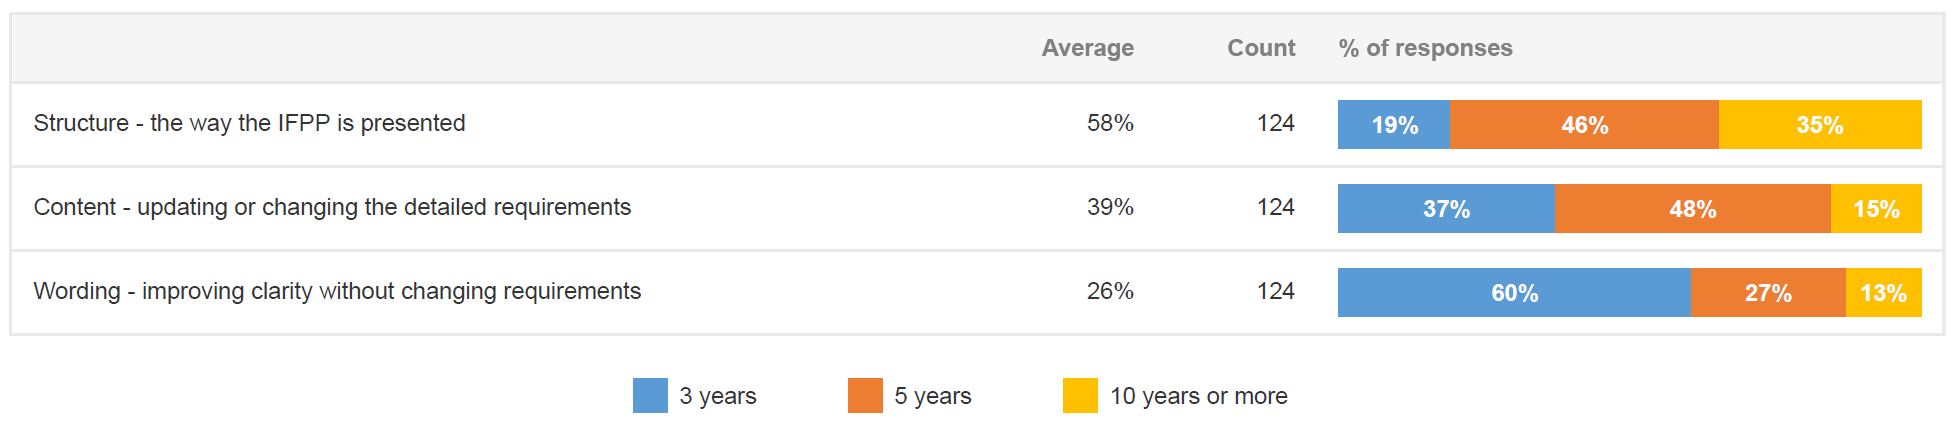 Average Count % of responses
Structure - the way the IFPP is presented 58% 124 19% 46% 35%
Content - updating or changing the detailed requirements 39% 124 37% 48% 15%
Wording - improving clarity without changing requirements 26% 124 60% 27% 13%
3 years 5 years 10 years or more